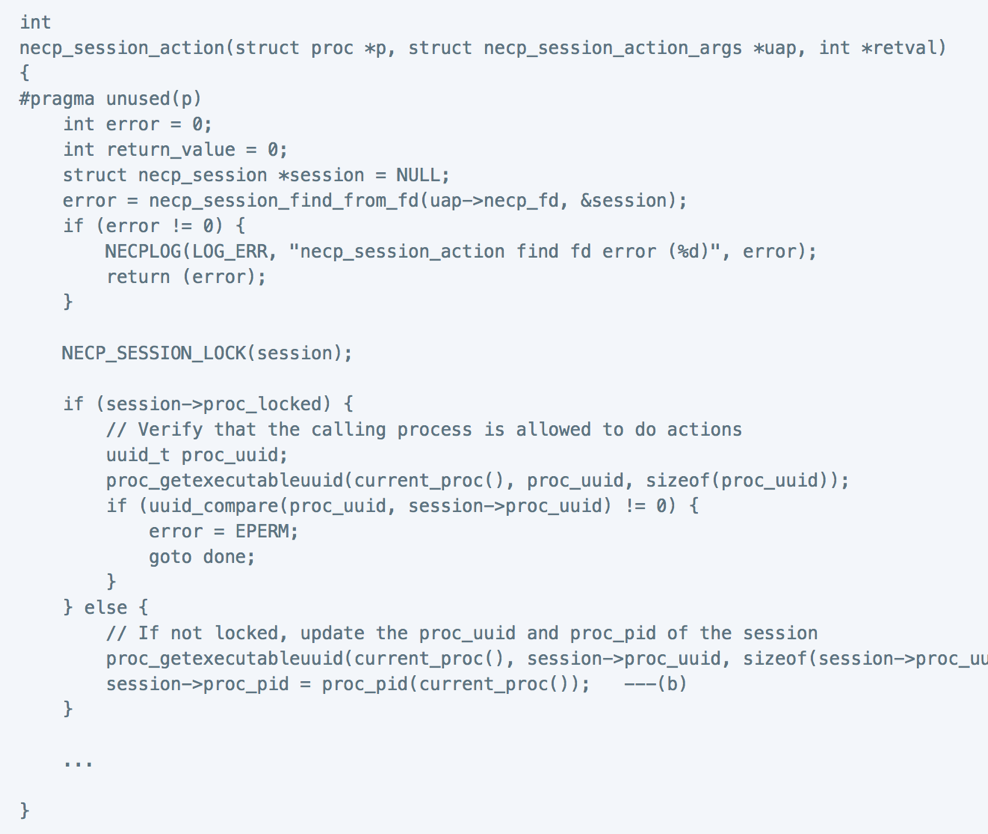 int
necp_session_action(struct proc *p, struct necp_session_action_args *uap, int *retval)
{
#pragma unused(p)
    int error = 0;
    int return_value = 0;
    struct necp_session *session = NULL;
    error = necp_session_find_from_fd(uap->necp_fd, &session);
    if (error != 0) {
        NECPLOG(LOG_ERR, "necp_session_action find fd error (%d)", error);
        return (error);
    }

    NECP_SESSION_LOCK(session);

    if (session->proc_locked) {
        // Verify that the calling process is allowed to do actions
        uuid_t proc_uuid;
        proc_getexecutableuuid(current_proc(), proc_uuid, sizeof(proc_uuid));
        if (uuid_compare(proc_uuid, session->proc_uuid) != 0) {
            error = EPERM;
            goto done;
        }
    } else {
        // If not locked, update the proc_uuid and proc_pid of the session
        proc_getexecutableuuid(current_proc(), session->proc_uuid, sizeof(session->proc_uu
        session->proc_pid = proc_pid(current_proc());   ---(b)
    }

    ...

}